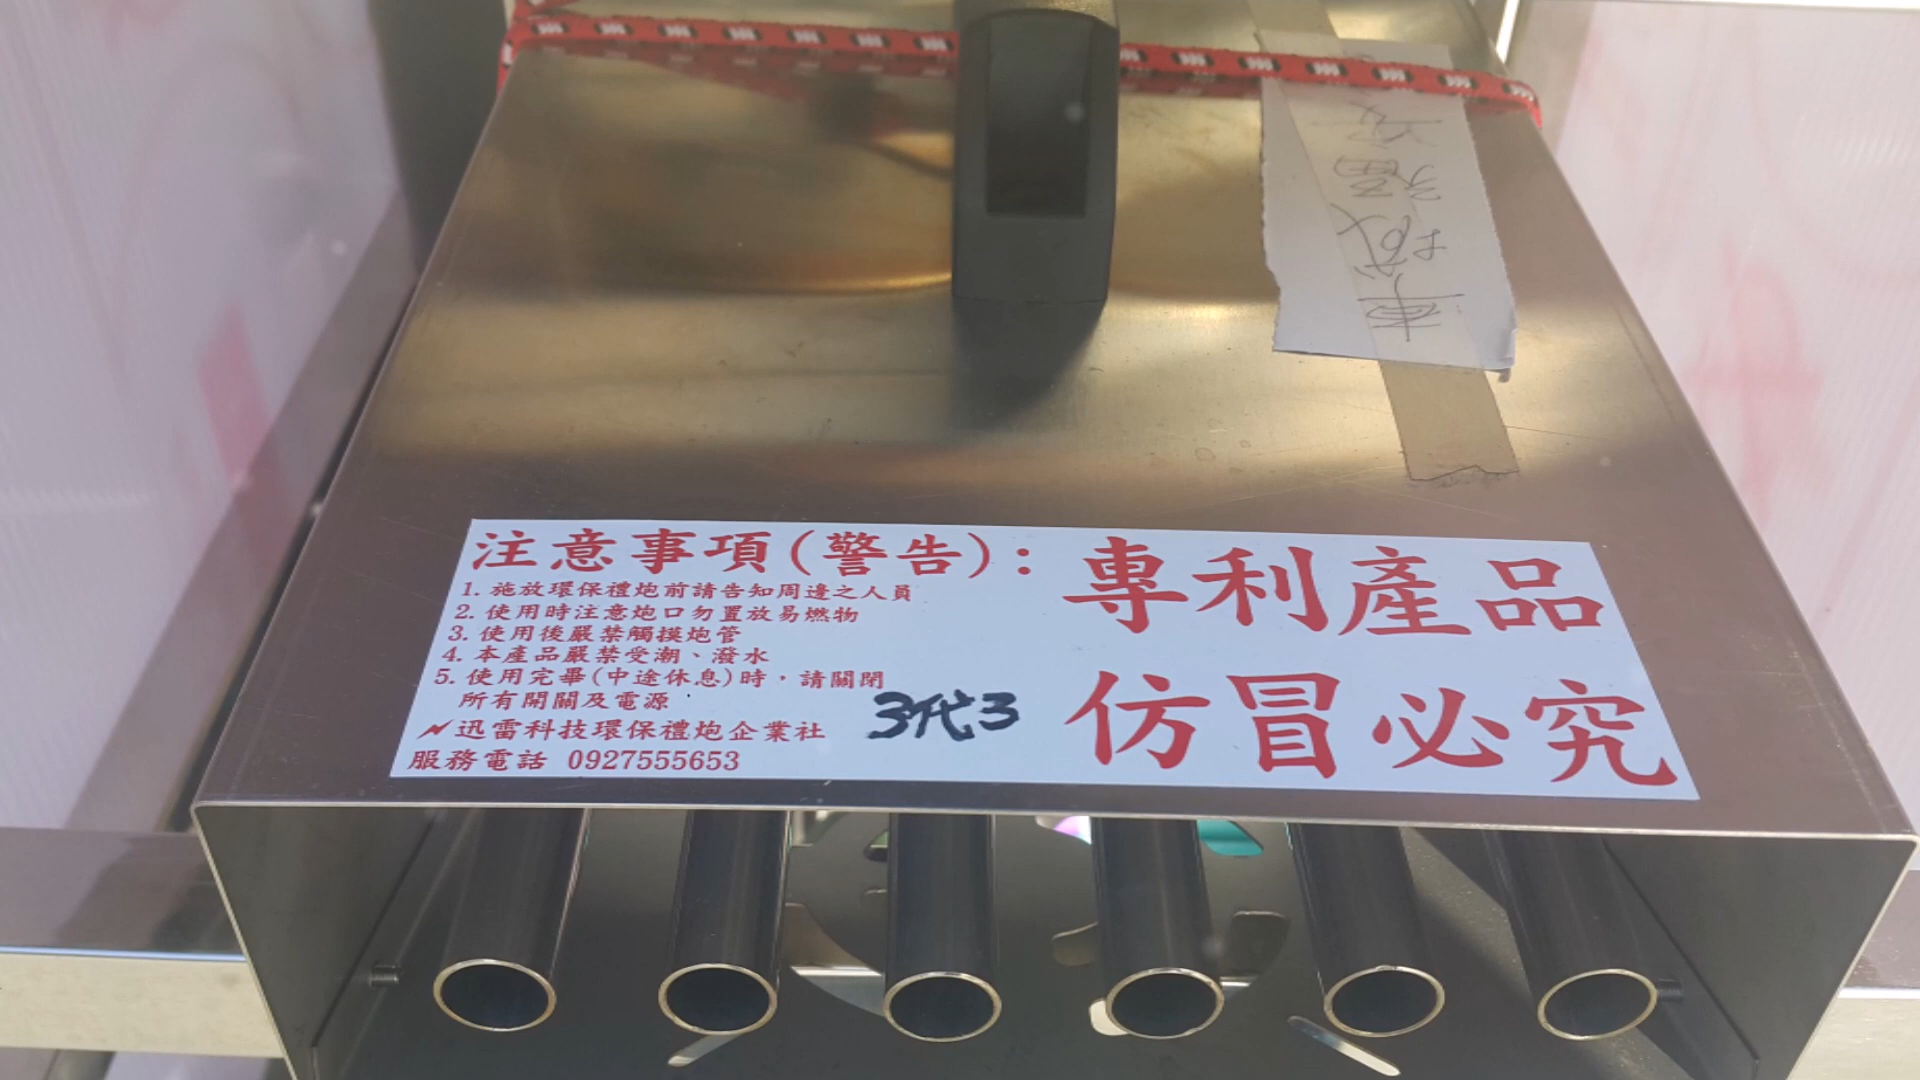 注意事項(警告):
1. 施放環保禮炮前請告知周邊之人員
2. 使用時注意炮口勿置放易燃物
3. 使用後嚴禁觸摸炮管
4. 本產品嚴禁受潮、潑水
5. 使用完畢(中途休息)時，請關閉
所有開關及電源
迅雷科技環保禮炮企業社
服務電話 0927555653
3代3
專利產品
仿冒必究